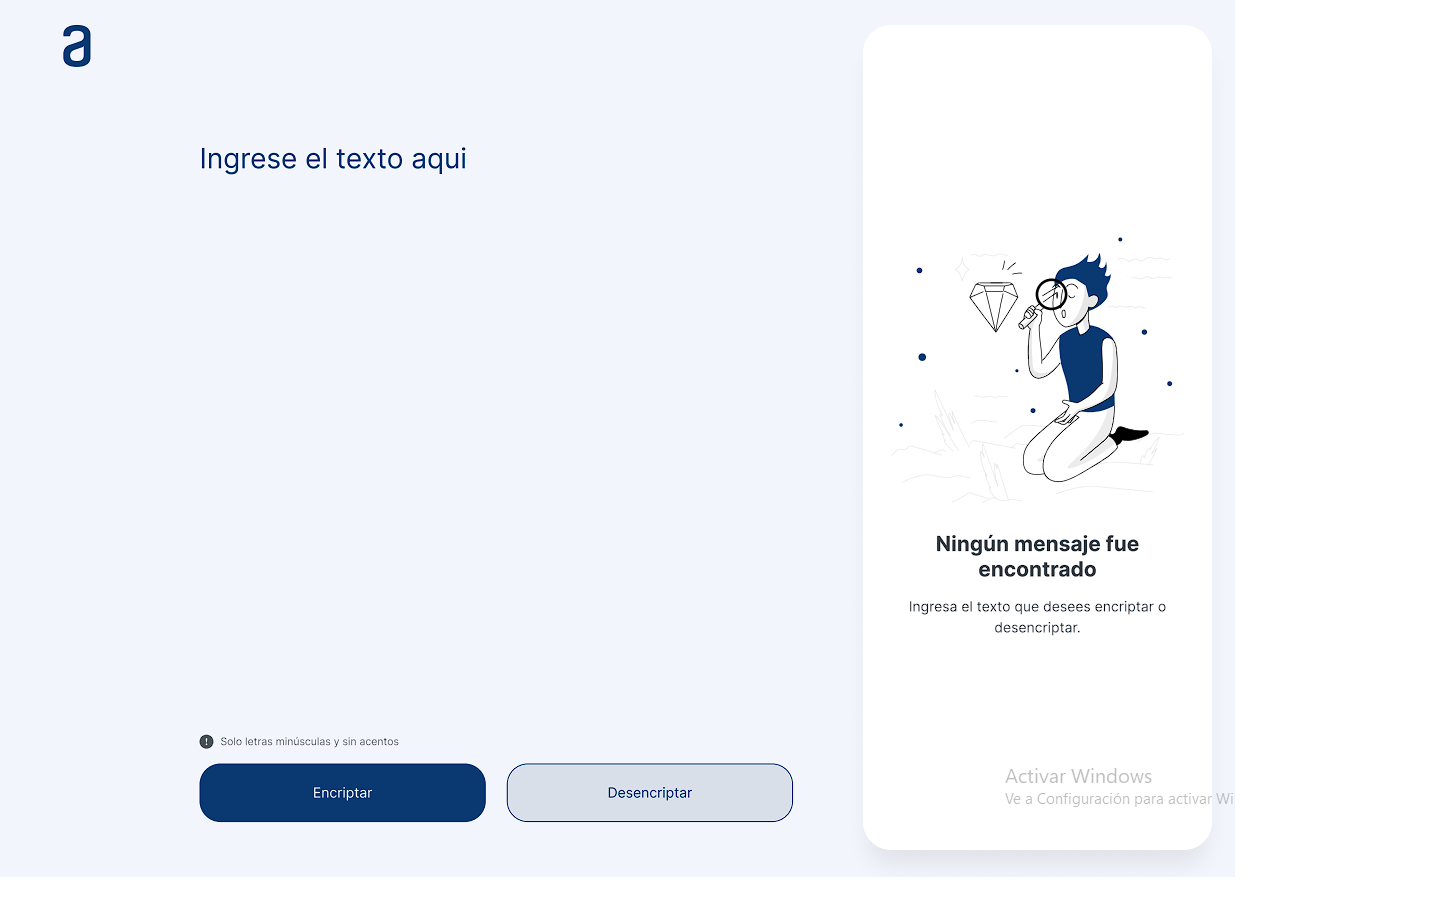 a
Ingrese el texto aqui
Ningún mensaje fue
encontrado
Ingresa el texto que desees encriptar o
desencriptar.
! Solo letras minúsculas y sin acentos
Encriptar
Desencriptar
Activar Windows
Ve a Configuración para activar Wi